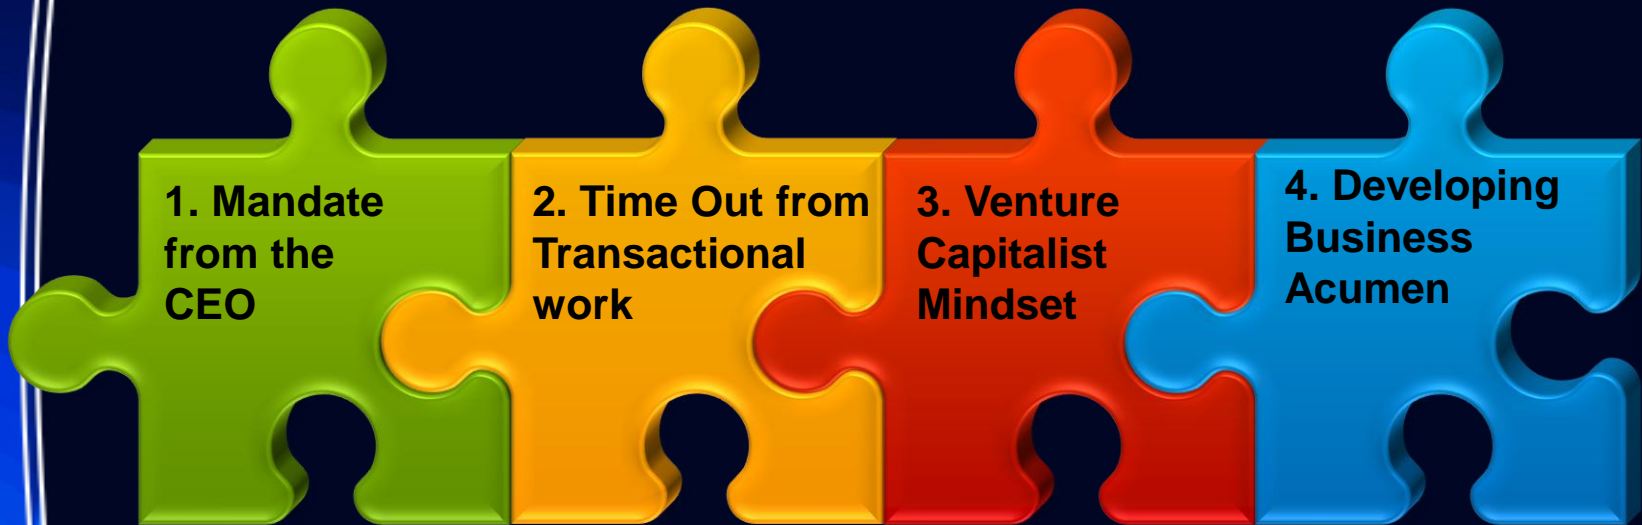 1. Mandate
from the
CEO
2. Time Out from
Transactional
work
3. Venture
Capitalist
Mindset
4. Developing
Business
Acumen